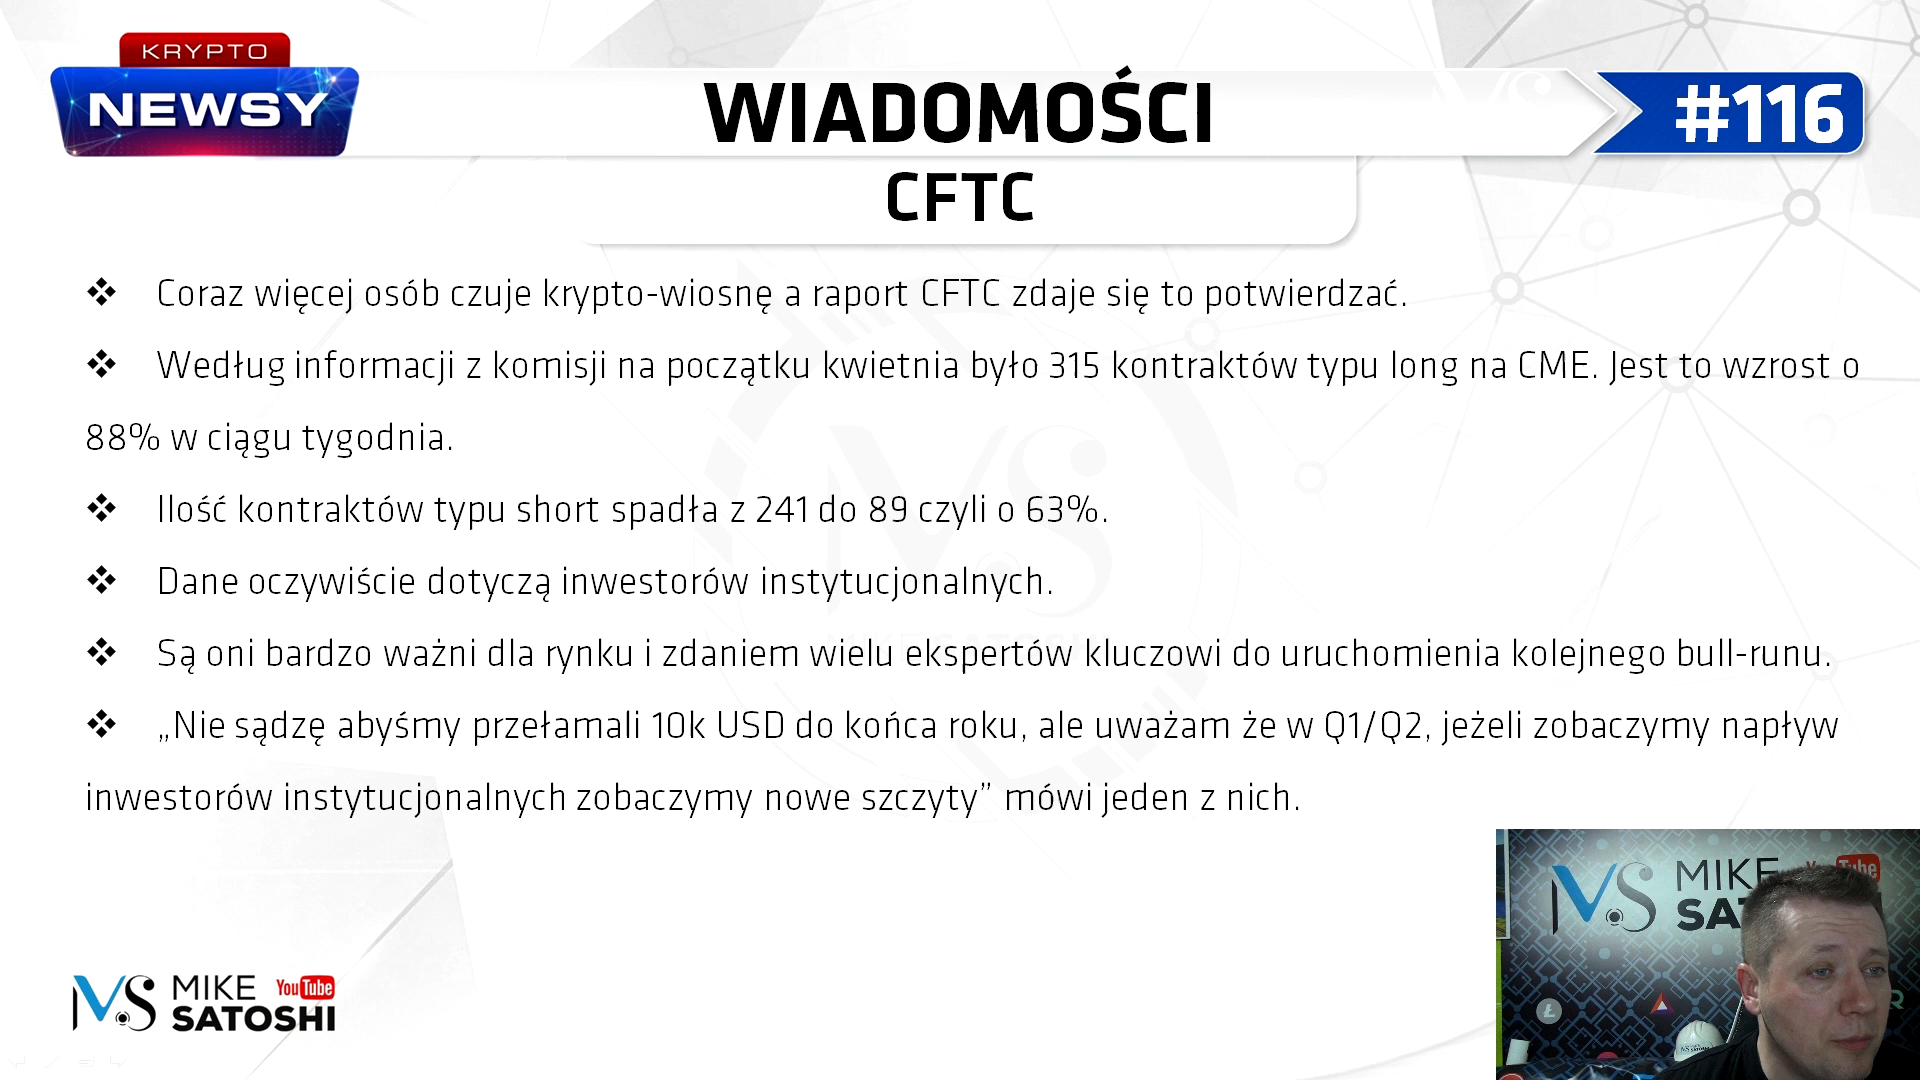 KRYPTO
NEWSY
WIADOMOŚCI
#116
CFTC
❖ Coraz więcej osób czuje krypto-wiosnę a raport CFTC zdaje się to potwierdzać.
❖ Według informacji z komisji na początku kwietnia było 315 kontraktów typu long na CME. Jest to wzrost o
88% w ciągu tygodnia.
❖ Ilość kontraktów typu short spadła z 241 do 89 czyli o 63%.
❖ Dane oczywiście dotyczą inwestorów instytucjonalnych.
❖ Są oni bardzo ważni dla rynku i zdaniem wielu ekspertów kluczowi do uruchomienia kolejnego bull-runu.
❖ „Nie sądzę abyśmy przełamali 10k USD do końca roku, ale uważam że w Q1/Q2, jeżeli zobaczymy napływ
inwestorów instytucjonalnych zobaczymy nowe szczyty” mówi jeden z nich.
MS MIKE YouTube
SATOSHI
MS MIKE